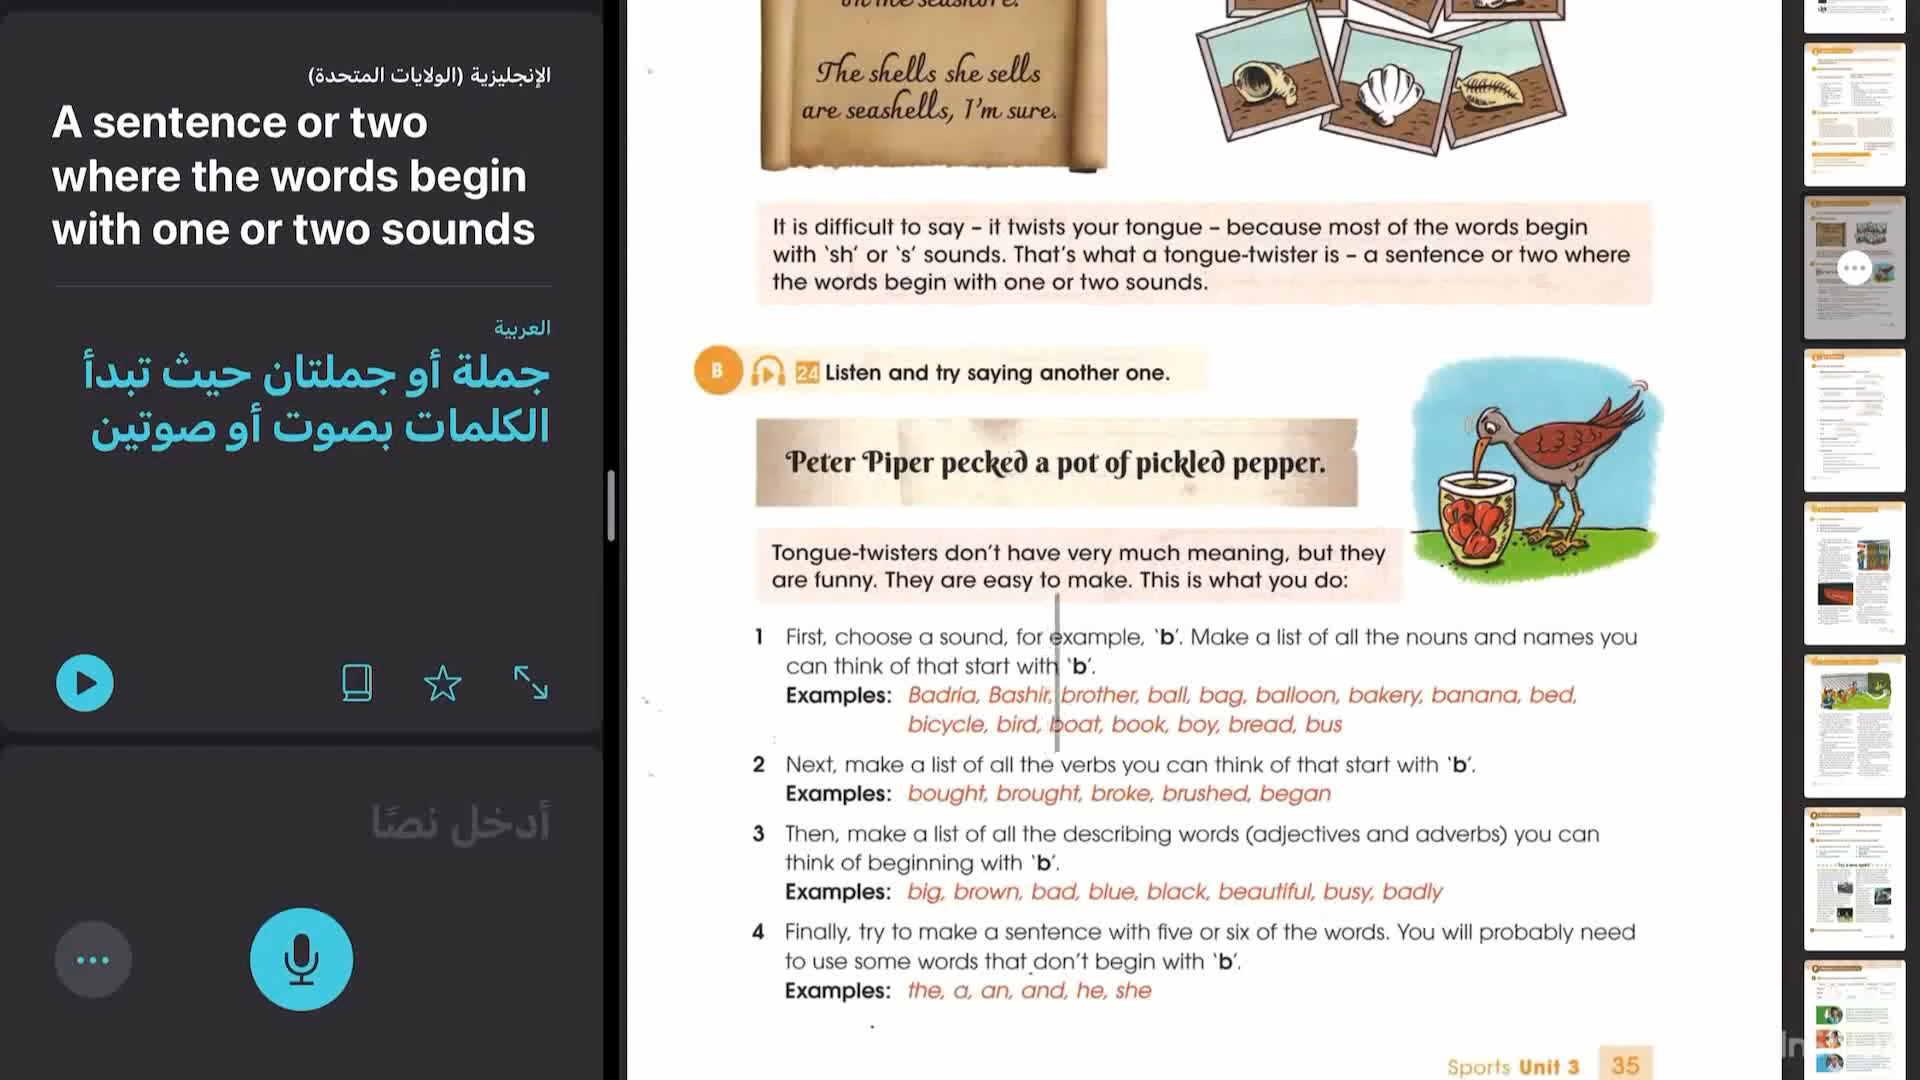 الإنجليزية (الولايات المتحدة)
A sentence or two
where the words begin
with one or two sounds
العربية
جملة أو جملتان حيث تبدأ
الكلمات بصوت أو صوتين
أدخل نصًا
on the seashore.
The shells she sells
are seashells, I'm sure.
It is difficult to say – it twists your tongue – because most of the words begin
with ‘sh’ or ‘s’ sounds. That's what a tongue-twister is – a sentence or two where
the words begin with one or two sounds.
B 24 Listen and try saying another one.
Peter Piper pecked a pot of pickled pepper.
Tongue-twisters don't have very much meaning, but they
are funny. They are easy to make. This is what you do:
1 First, choose a sound, for example, ‘b’. Make a list of all the nouns and names you
can think of that start with ‘b’.
Examples: Badria, Bashir, brother, ball, bag, balloon, bakery, banana, bed,
bicycle, bird, boat, book, boy, bread, bus
2 Next, make a list of all the verbs you can think of that start with ‘b’.
Examples: bought, brought, broke, brushed, began
3 Then, make a list of all the describing words (adjectives and adverbs) you can
think of beginning with ‘b’.
Examples: big, brown, bad, blue, black, beautiful, busy, badly
4 Finally, try to make a sentence with five or six of the words. You will probably need
to use some words that don't begin with ‘b’.
Examples: the, a, an, and, he, she
Sports Unit 3 35